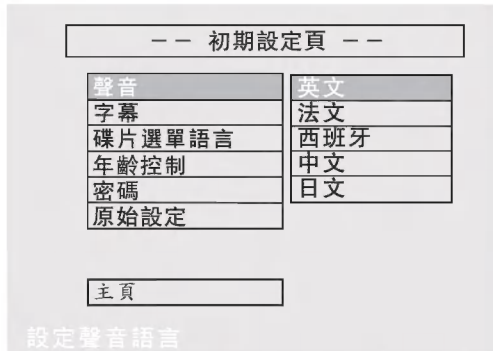 -- 初期設定頁 --
聲音 英文
字幕 法文
碟片選單語言 西班牙
年齡控制 中文
密碼 日文
原始設定
主頁
設定聲音語言